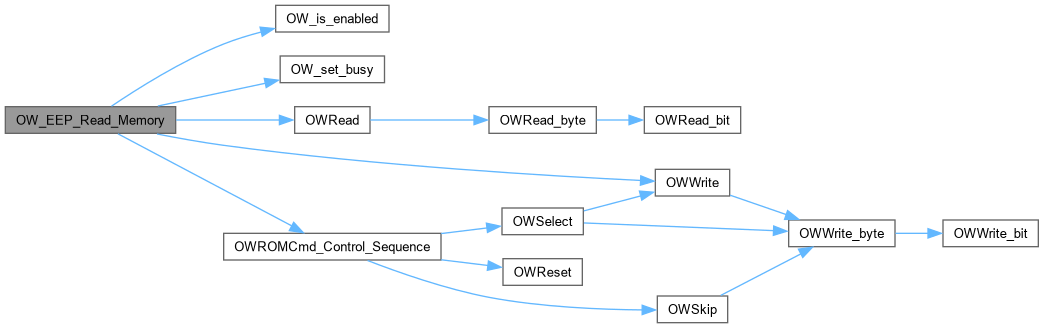 OW_is_enabled
OW_set_busy
OW_EEP_Read_Memory
OWRead
OWRead_byte
OWRead_bit
OWWrite
OWSelect
OWWrite_byte
OWWrite_bit
OWROMCmd_Control_Sequence
OWReset
OWSkip